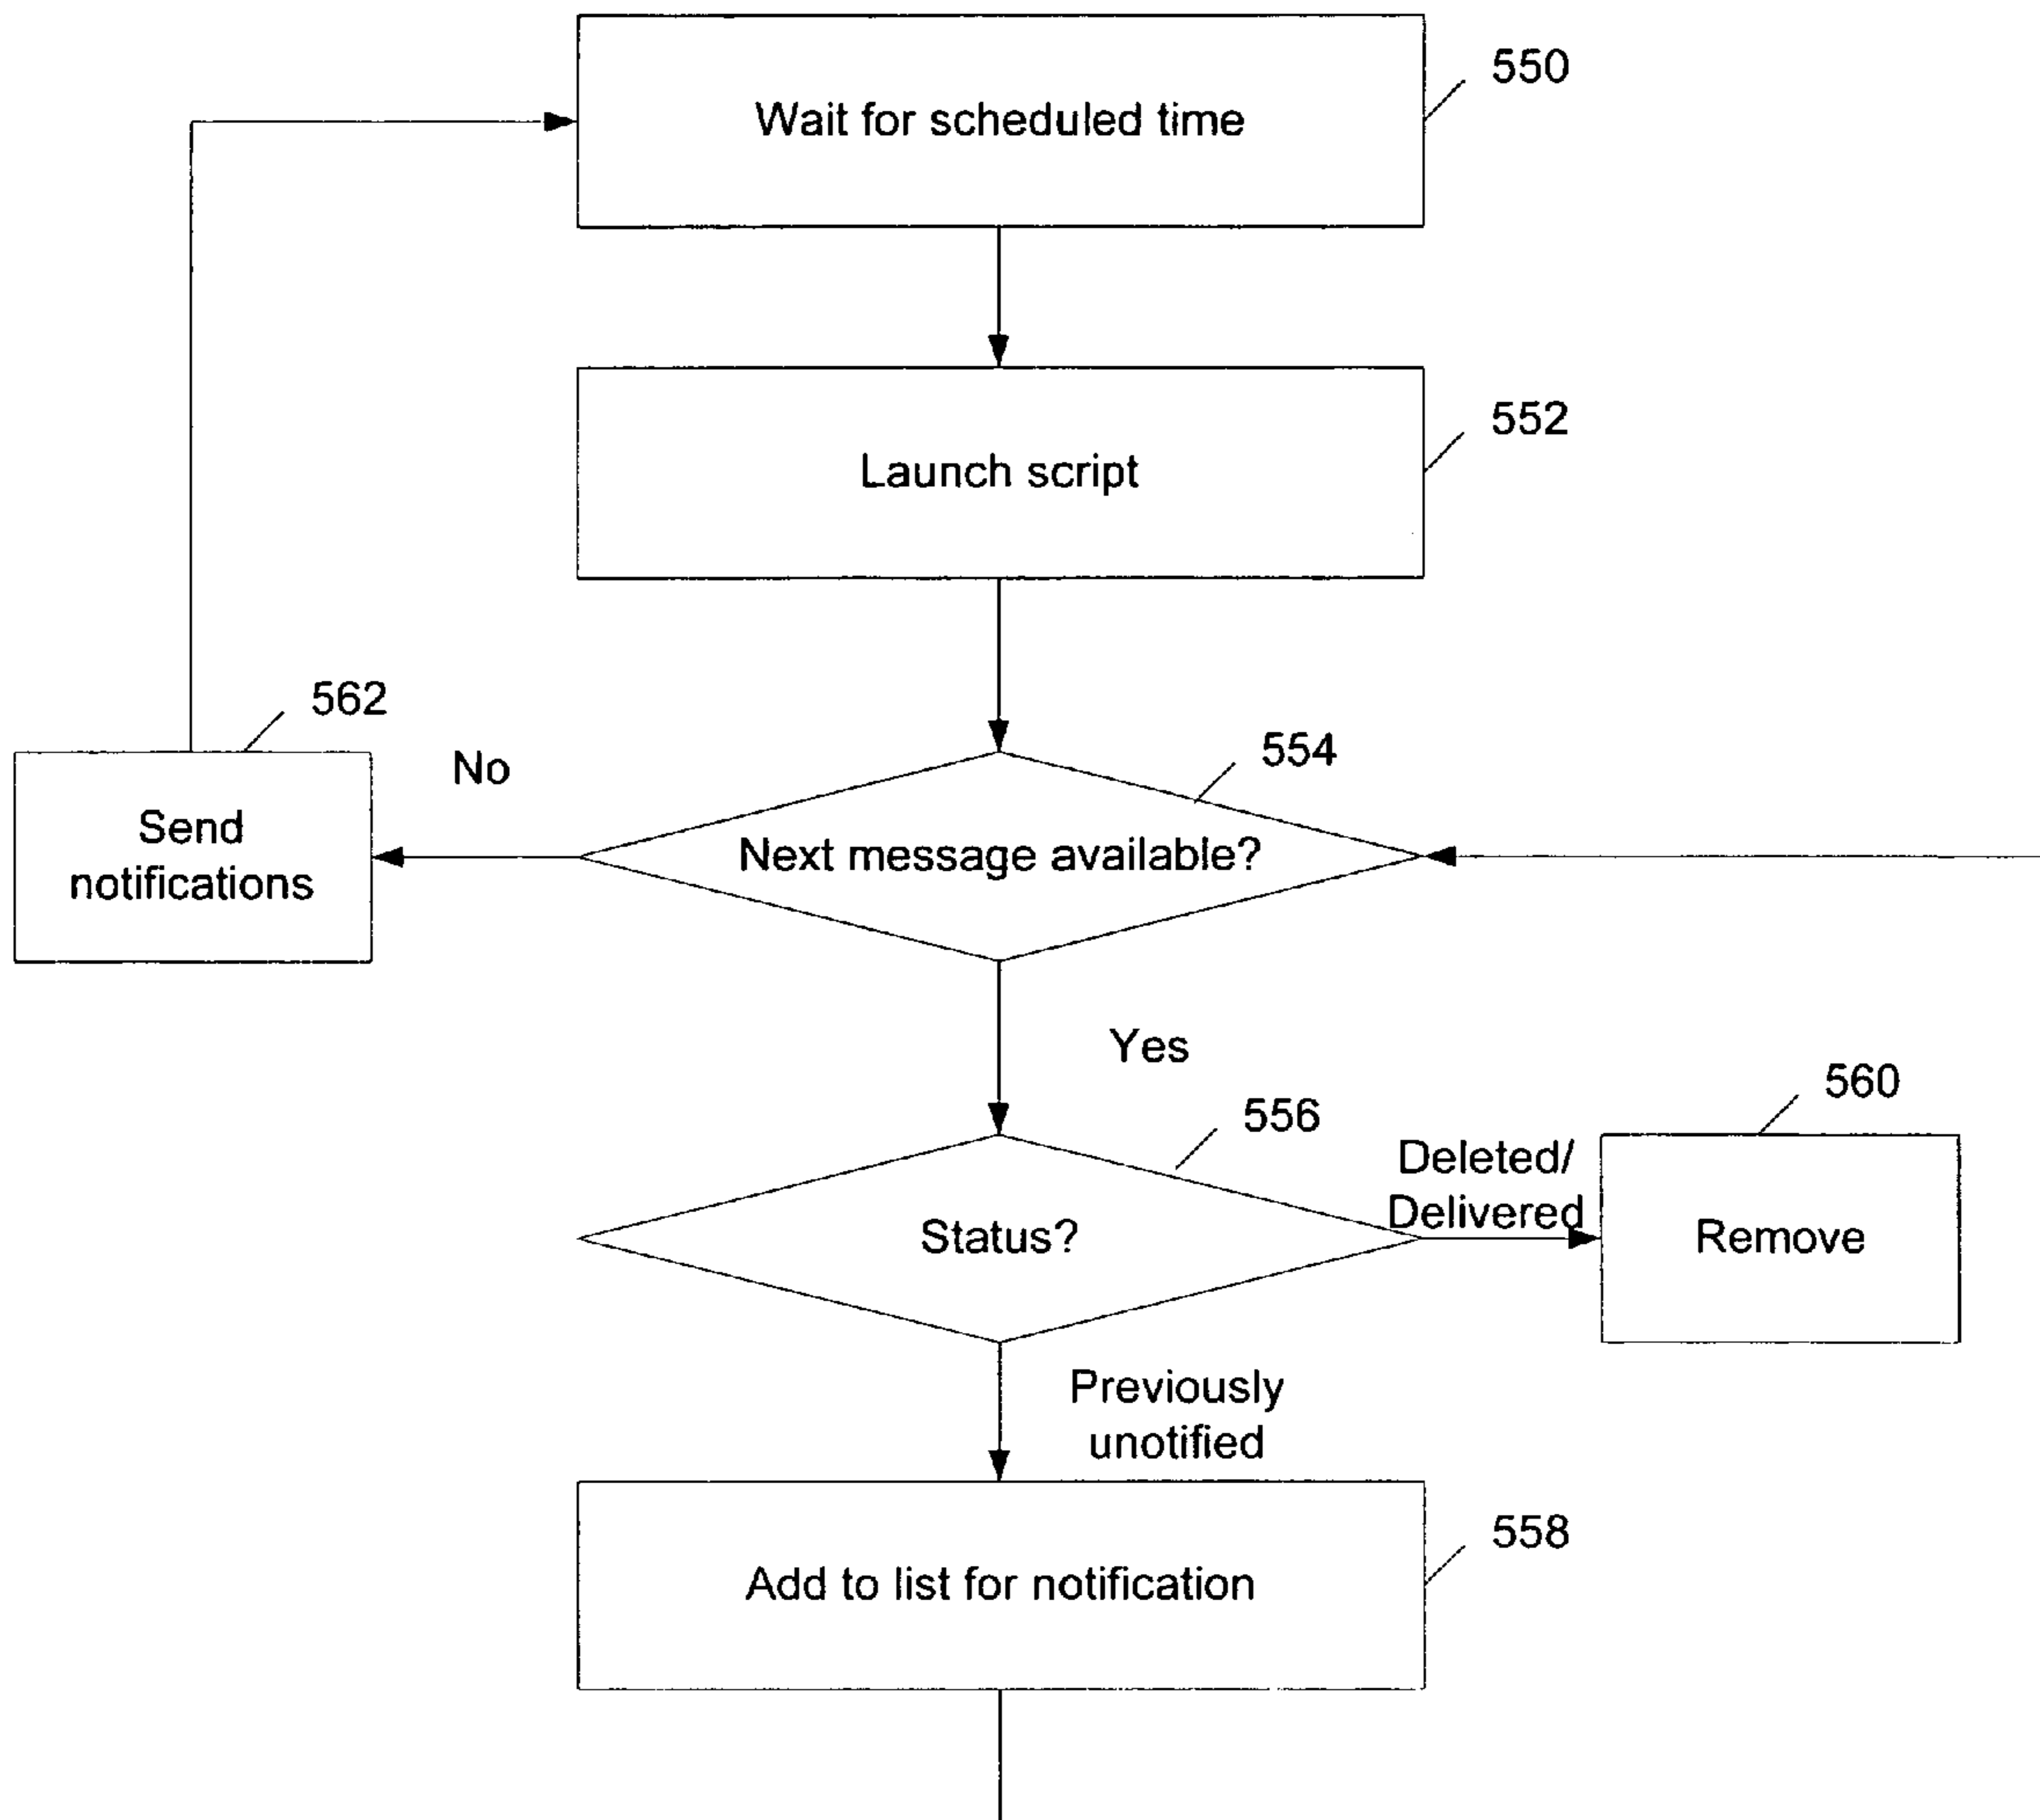 550
Wait for scheduled time
552
Launch script
562
No
554
Send
notifications
Next message available?
Yes
560
556
Deleted/
Delivered
Status?
Remove
Previously
unotified
558
Add to list for notification